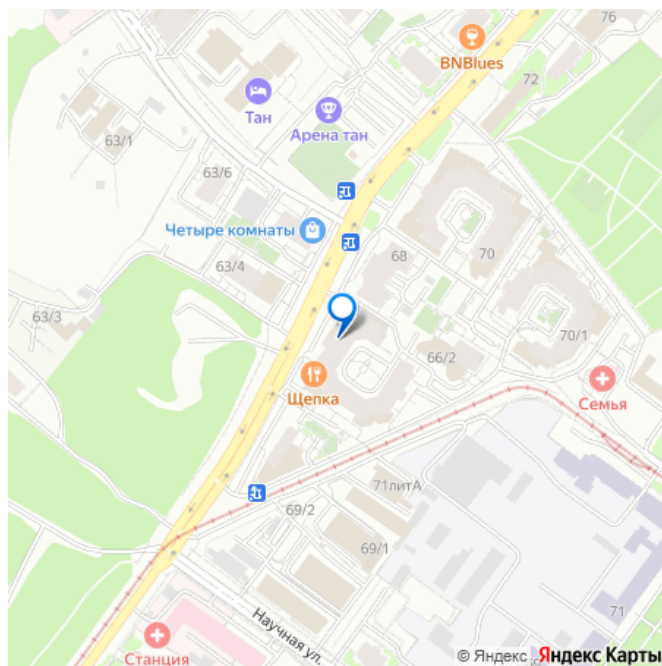 76
BNBlues
72
Тан
Арена тан
63/1
63/6
Четыре комнаты
68
70
63/4
63/3
70/1
66/2
Семья
Щепка
71литА
69/2
69/1
71
Научная ул.
Станция
© Яндекс Яндекс Карты